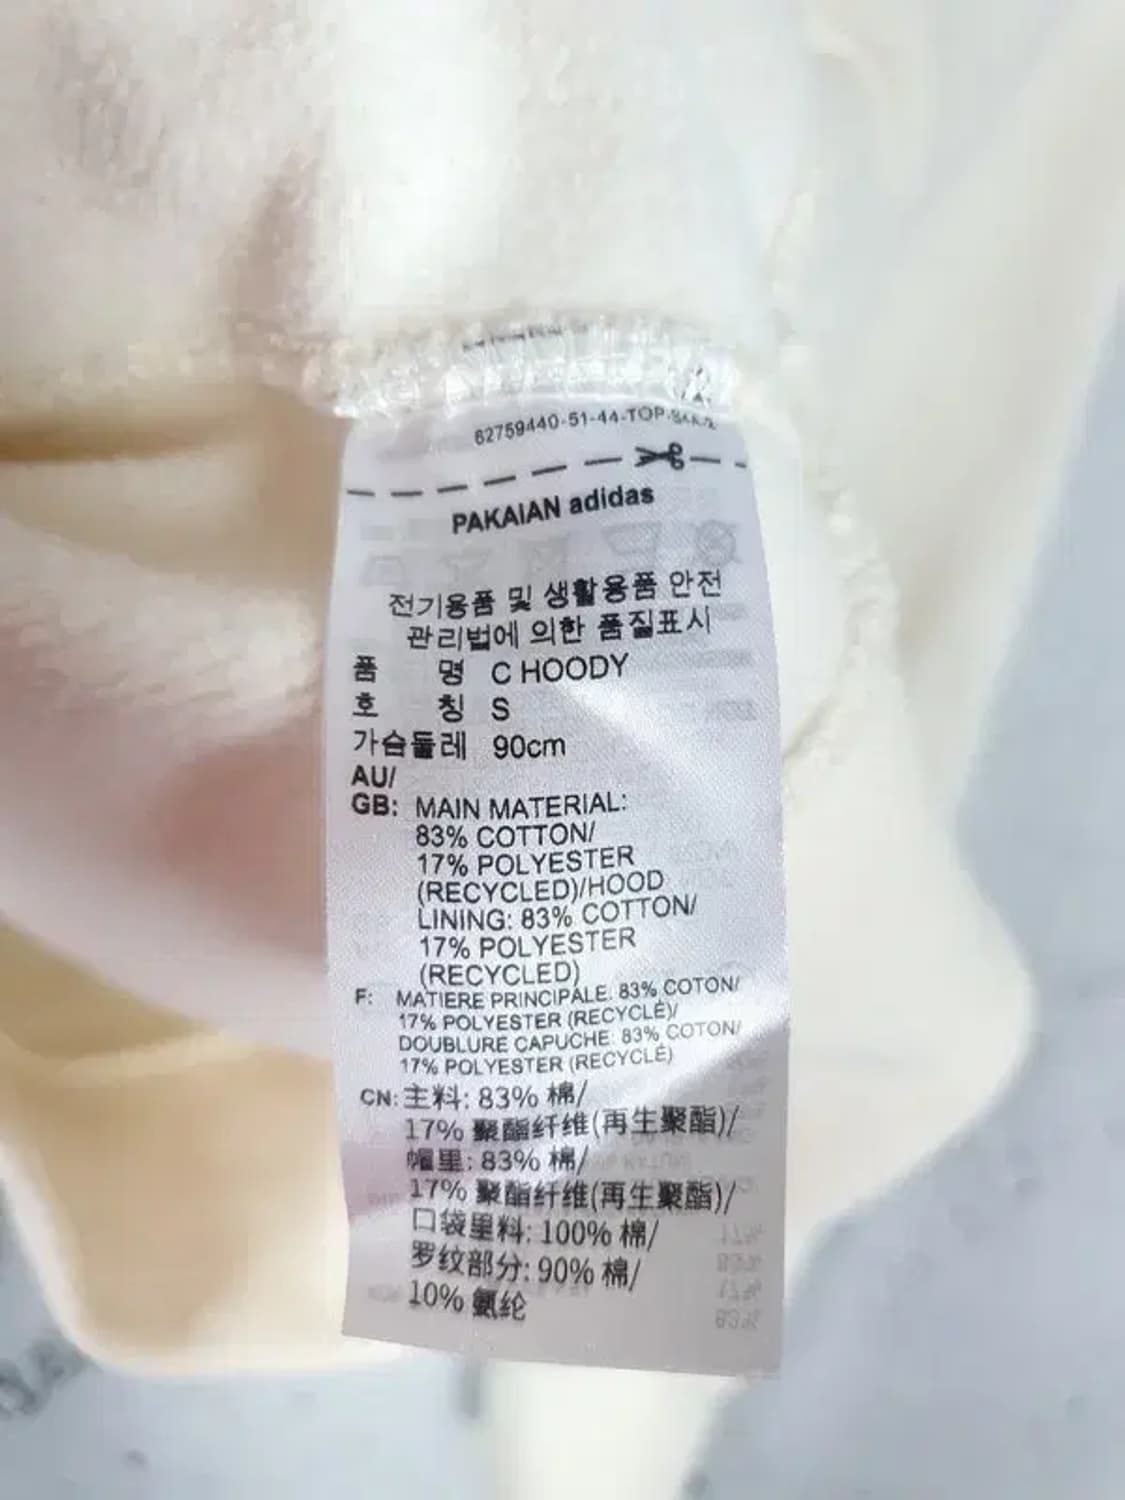 62759440-51-44-TOP-
PAKAIAN adidas
전기용품 및 생활용품 안전
관리법에 의한 품질표시
품 명 C HOODY
호 칭 S
가슴둘레 90cm
AU/
GB: MAIN MATERIAL:
83% COTTON/
17% POLYESTER
(RECYCLED)/HOOD
LINING: 83% COTTON/
17% POLYESTER
(RECYCLED)
F: MATIERE PRINCIPALE: 83% COTON/
17% POLYESTER (RECYCLÉ)/
DOUBLURE CAPUCHE: 83% COTON/
17% POLYESTER (RECYCLÉ)
CN: 主料: 83% 棉/
17% 聚酯纤维(再生聚酯)/
帽里: 83% 棉/
17% 聚酯纤维(再生聚酯)/
口袋里料: 100% 棉/
罗纹部分: 90% 棉/
10% 氨纶